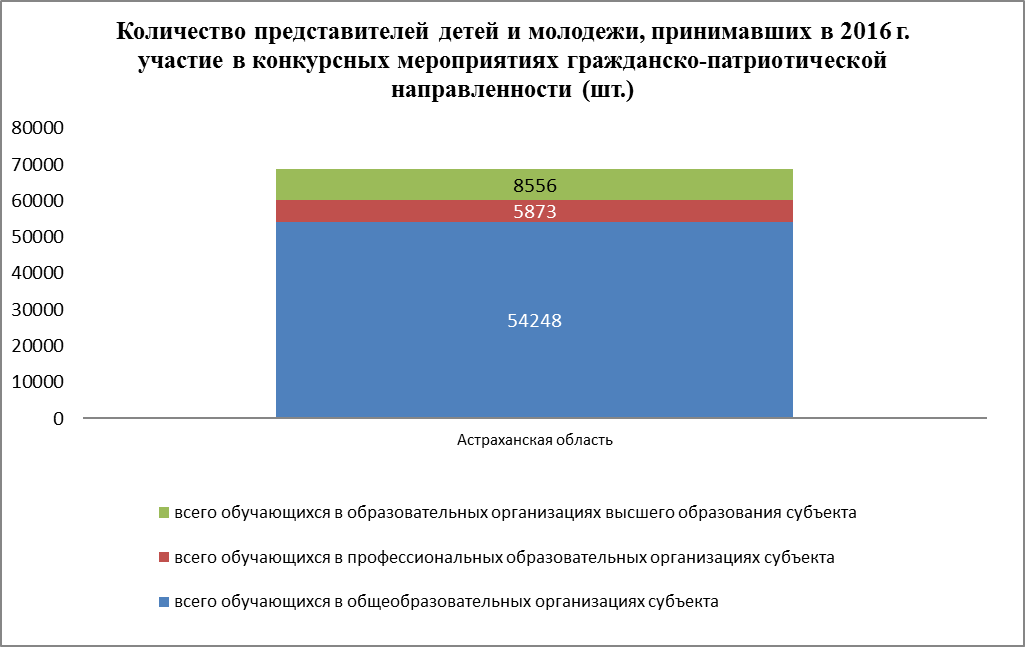 Количество представителей детей и молодежи, принимавших в 2016 г.
участие в конкурсных мероприятиях гражданско-патриотической
направленности (шт.)
80000
70000
60000
50000
40000
30000
20000
10000
0
8556
5873
54248
Астраханская область
всего обучающихся в образовательных организациях высшего образования субъекта
всего обучающихся в профессиональных образовательных организациях субъекта
всего обучающихся в общеобразовательных организациях субъекта